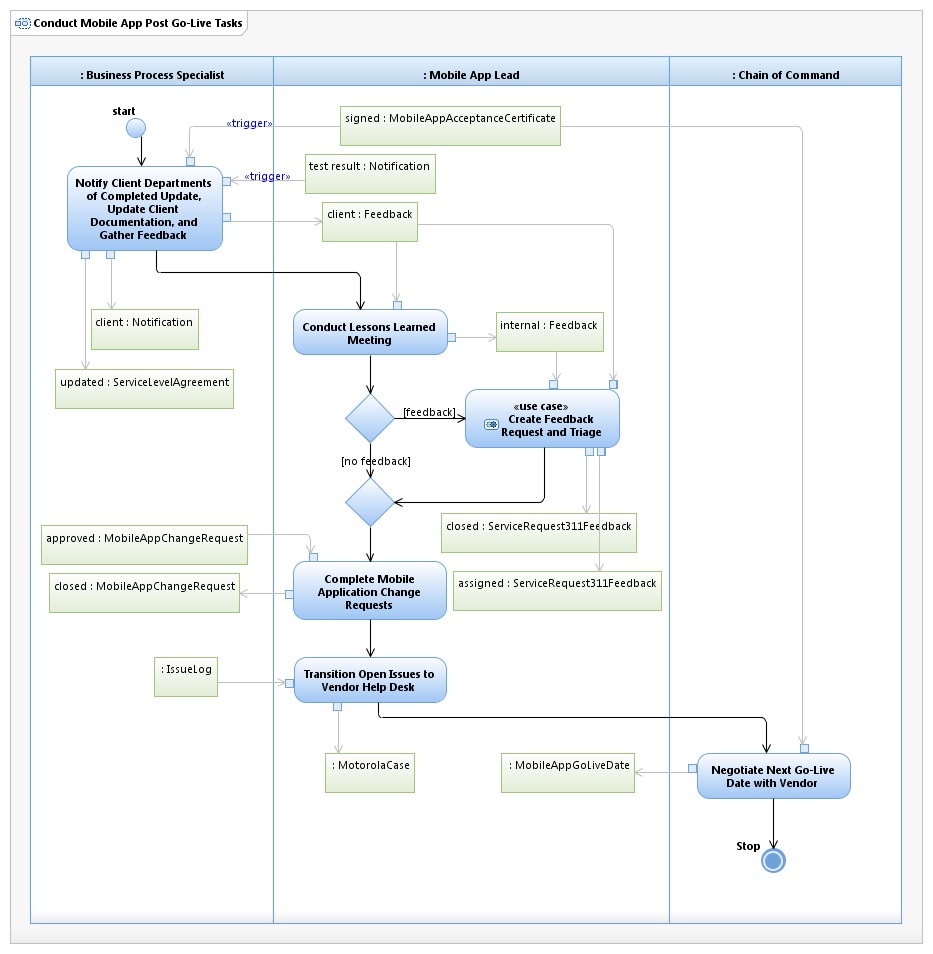 Conduct Mobile App Post Go-Live Tasks
: Business Process Specialist
: Mobile App Lead
: Chain of Command
start
«trigger»
signed : MobileAppAcceptanceCertificate
«trigger»
test result : Notification
Notify Client Departments
of Completed Update,
Update Client
Documentation, and
Gather Feedback
client : Feedback
client : Notification
updated : ServiceLevelAgreement
Conduct Lessons Learned
Meeting
internal : Feedback
[feedback]
«use case»
Create Feedback
Request and Triage
[no feedback]
closed : ServiceRequest311Feedback
assigned : ServiceRequest311Feedback
approved : MobileAppChangeRequest
closed : MobileAppChangeRequest
Complete Mobile
Application Change
Requests
: IssueLog
Transition Open Issues to
Vendor Help Desk
: MotorolaCase
: MobileAppGoLiveDate
Negotiate Next Go-Live
Date with Vendor
Stop